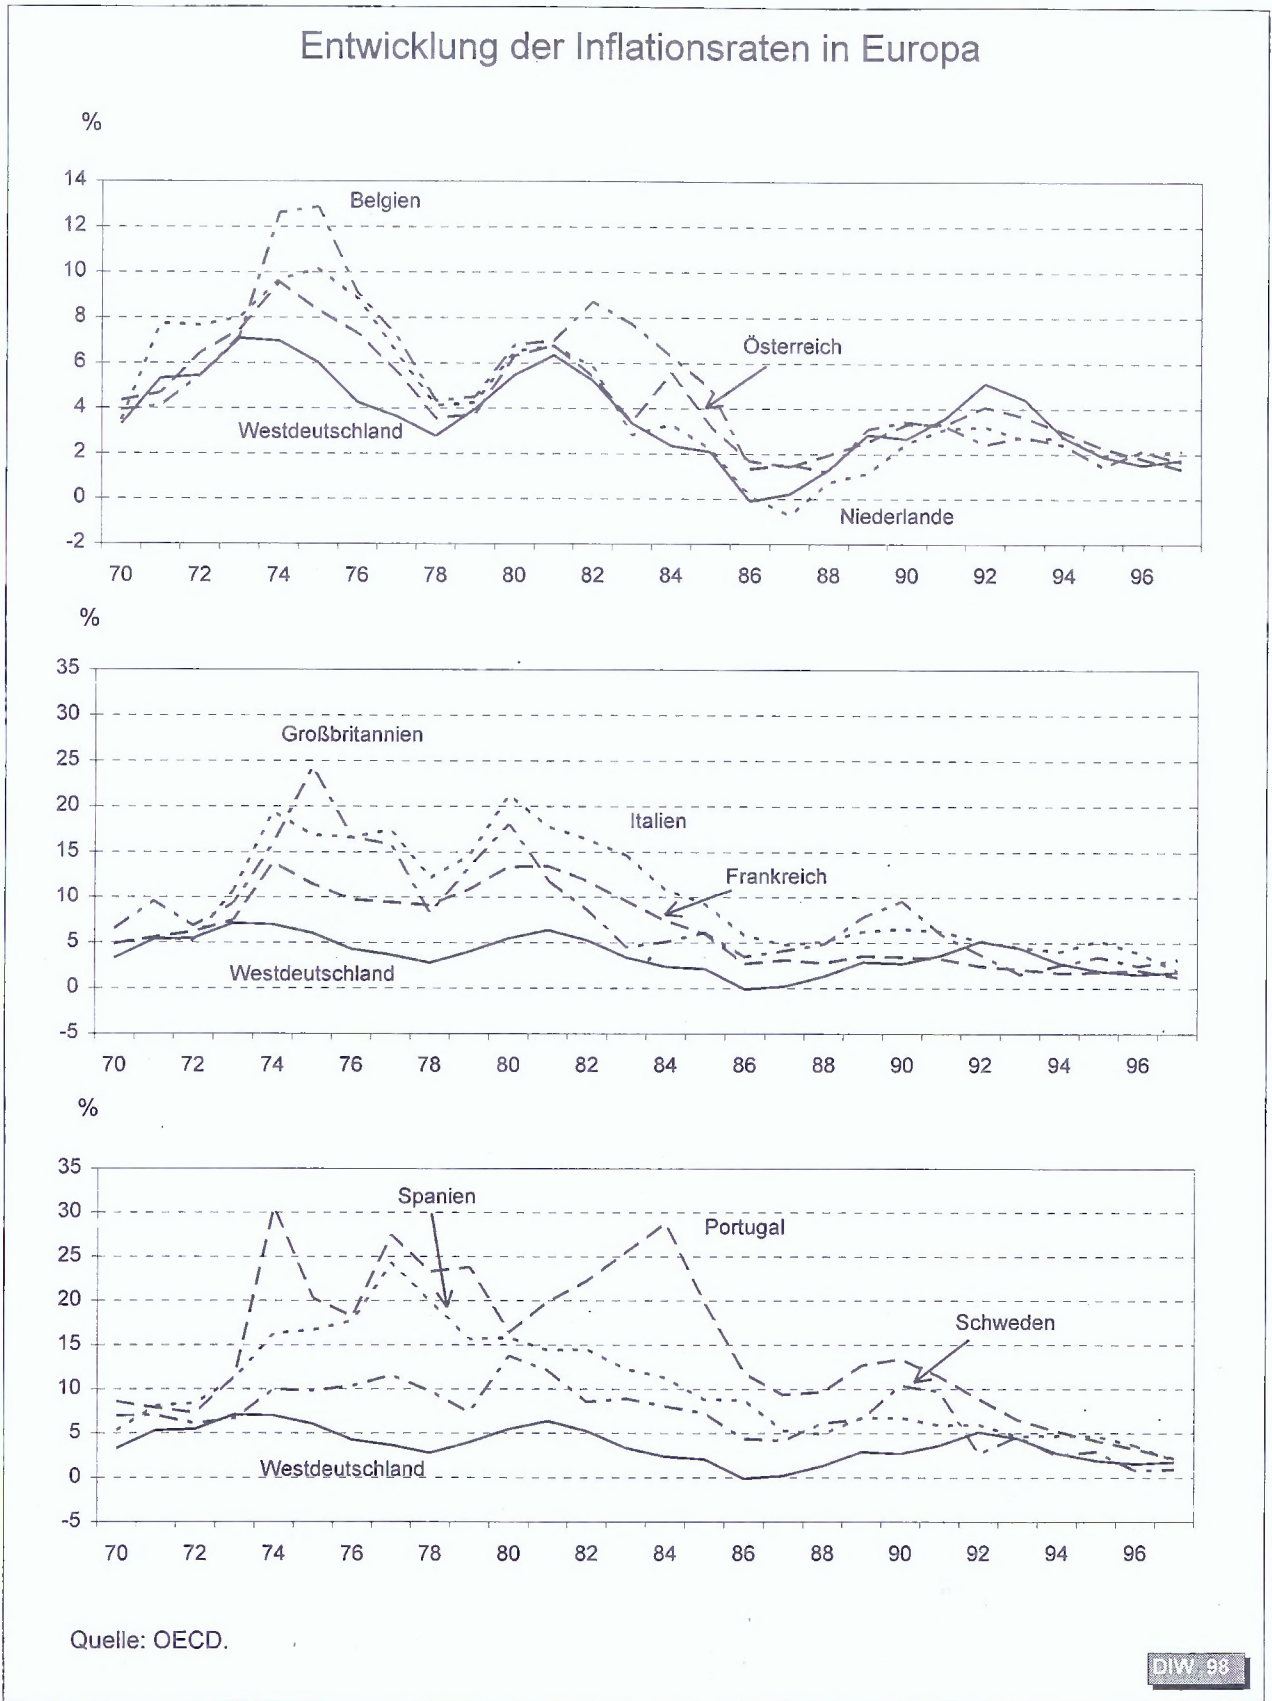 Entwicklung der Inflationsraten in Europa
%
14
12
10
8
6
4
2
0
-2
Belgien
Österreich
Westdeutschland
Niederlande
70 72 74 76 78 80 82 84 86 88 90 92 94 96
%
35
30
25
20
15
10
5
0
-5
Großbritannien
Italien
Frankreich
Westdeutschland
70 72 74 76 78 80 82 84 86 88 90 92 94 96
%
35
30
25
20
15
10
5
0
-5
Spanien
Portugal
Schweden
Westdeutschland
70 72 74 76 78 80 82 84 86 88 90 92 94 96
Quelle: OECD.
DIW 98